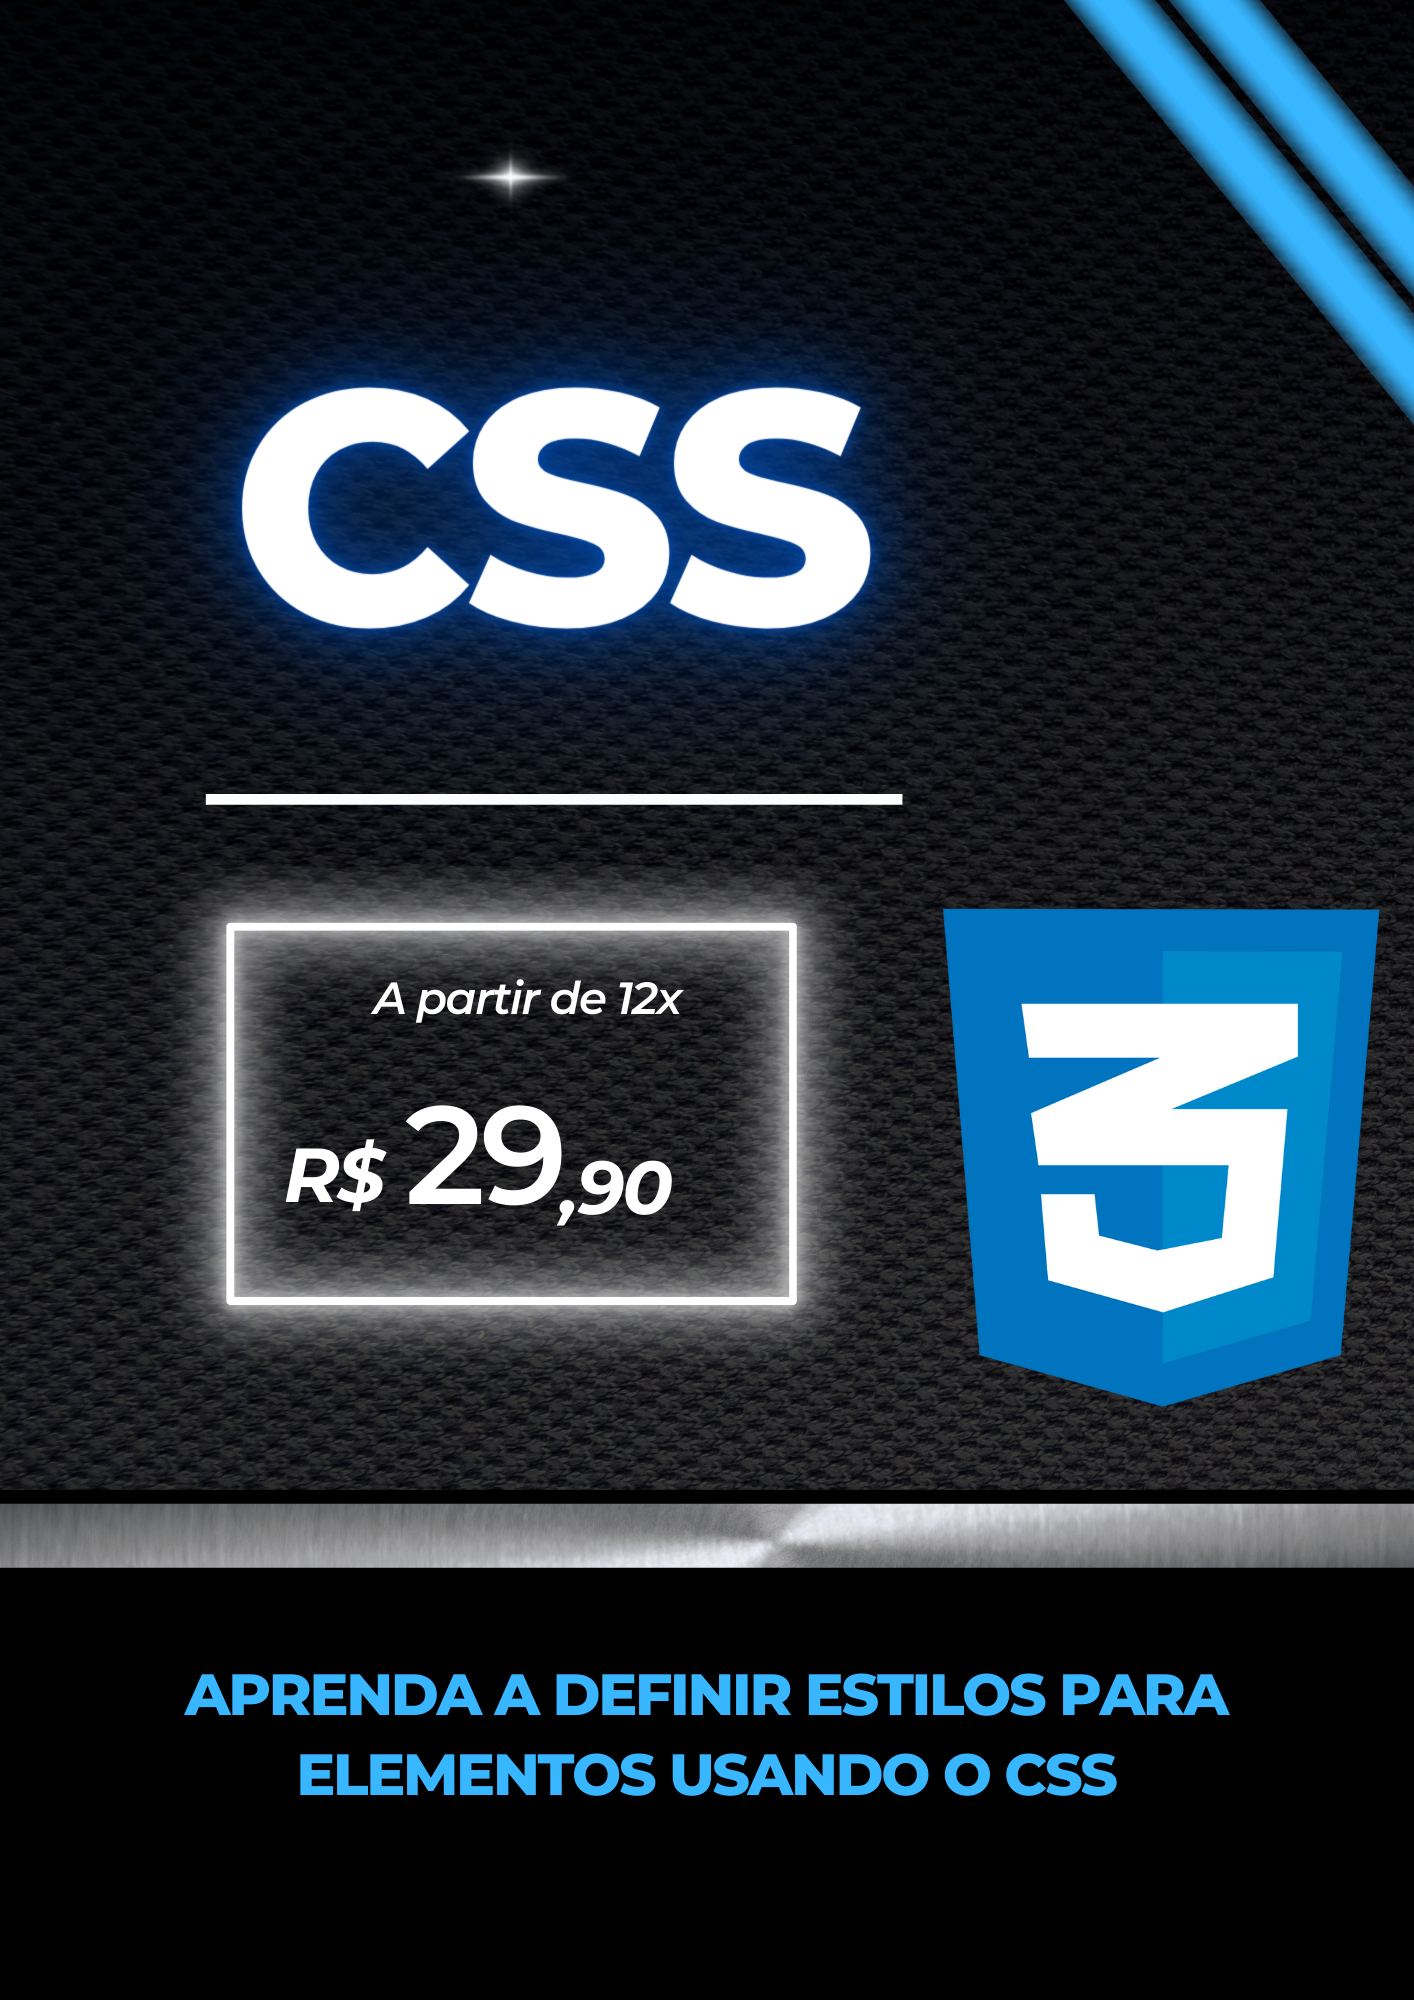 CSS
A partir de 12x
R$ 29,90
3
APRENDA A DEFINIR ESTILOS PARA
ELEMENTOS USANDO O CSS